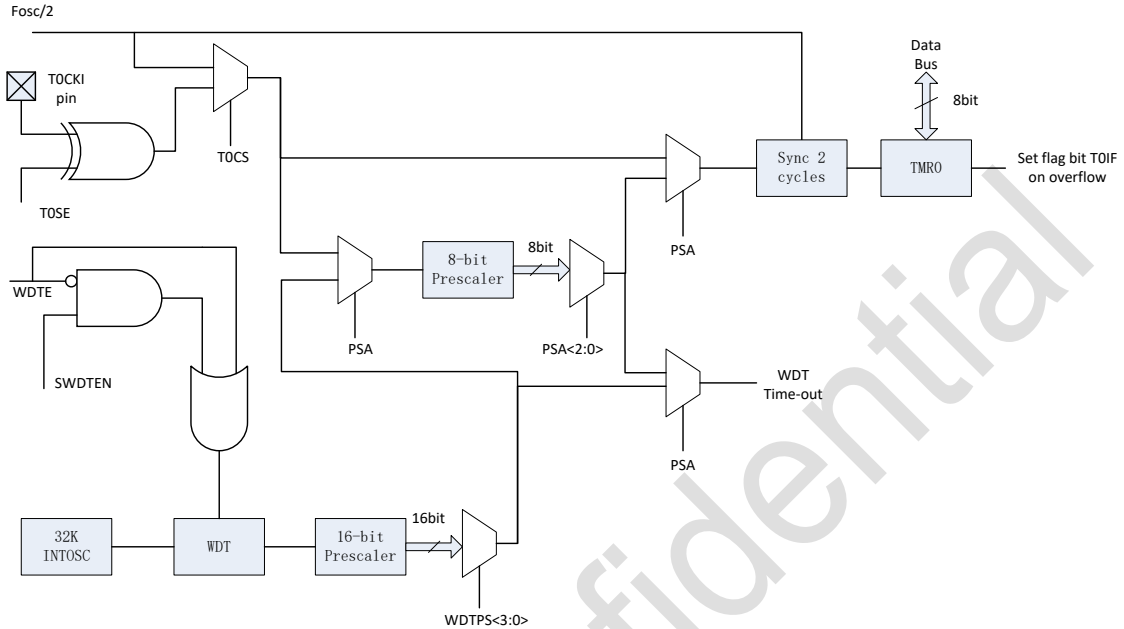 Fosc/2
T0CKI
pin
T0SE
T0CS
Data
Bus
8bit
Sync 2
cycles
TMR0
Set flag bit T0IF
on overflow
PSA
WDTE
SWDTEN
PSA
8-bit
Prescaler
8bit
PSA<2:0>
WDT
Time-out
PSA
32K
INTOSC
WDT
16-bit
Prescaler
16bit
WDTPS<3:0>
fidential